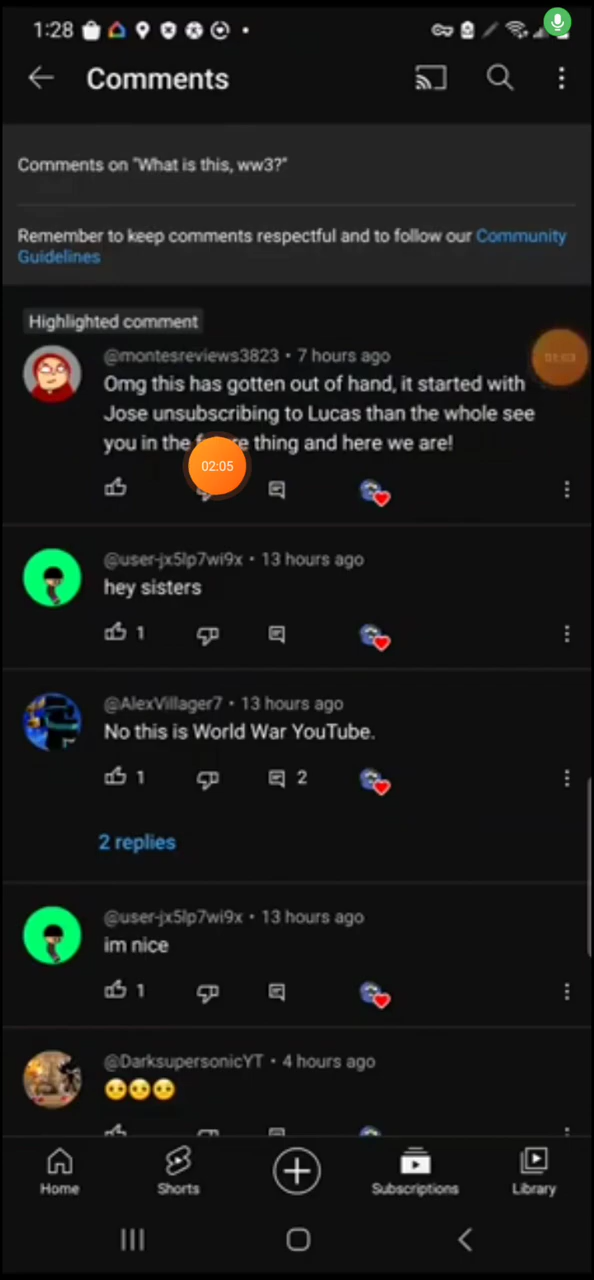 1:28
Comments
Comments on "What is this, ww3?"
Remember to keep comments respectful and to follow our Community
Guidelines
Highlighted comment
@montesreviews3823 • 7 hours ago
Omg this has gotten out of hand, it started with
Jose unsubscribing to Lucas than the whole see
you in the thing and here we are!
02:05
@user-jx5lp7wi9x • 13 hours ago
hey sisters
1
@AlexVillager7 • 13 hours ago
No this is World War YouTube.
1 2
2 replies
@user-jx5lp7wi9x • 13 hours ago
im nice
1
@DarksupersonicYT • 4 hours ago
Home Shorts Subscriptions Library